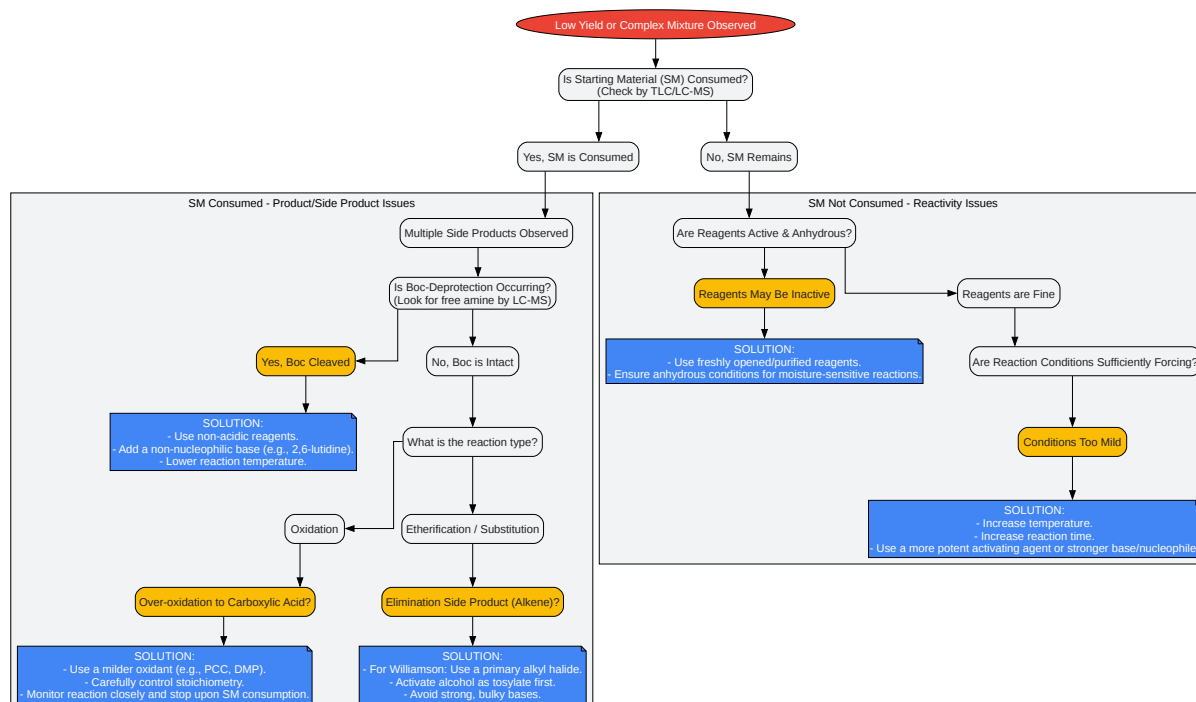 Low Yield or Complex Mixture Observed
Is Starting Material (SM) Consumed?
(Check by TLC/LC-MS)
Yes, SM is Consumed
No, SM Remains
SM Consumed - Product/Side Product Issues
Multiple Side Products Observed
Is Boc-Deprotection Occurring?
(Look for free amine by LC-MS)
Yes, Boc Cleaved
No, Boc is Intact
SOLUTION:
- Use non-acidic reagents.
- Add a non-nucleophilic base (e.g., 2,6-lutidine).
- Lower reaction temperature.
What is the reaction type?
Oxidation
Etherification / Substitution
Over-oxidation to Carboxylic Acid?
Elimination Side Product (Alkene)?
SOLUTION:
- Use a milder oxidant (e.g., PCC, DMP).
- Carefully control stoichiometry.
- Monitor reaction closely and stop upon SM consumption.
SOLUTION:
- For Williamson: Use a primary alkyl halide.
- Activate alcohol as tosylate first.
- Avoid strong, bulky bases.
SM Not Consumed - Reactivity Issues
Are Reagents Active & Anhydrous?
Reagents May Be Inactive
Reagents are Fine
SOLUTION:
- Use freshly opened/purified reagents.
- Ensure anhydrous conditions for moisture-sensitive reactions.
Are Reaction Conditions Sufficiently Forcing?
Conditions Too Mild
SOLUTION:
- Increase temperature.
- Increase reaction time.
- Use a more potent activating agent or stronger base/nucleophile.